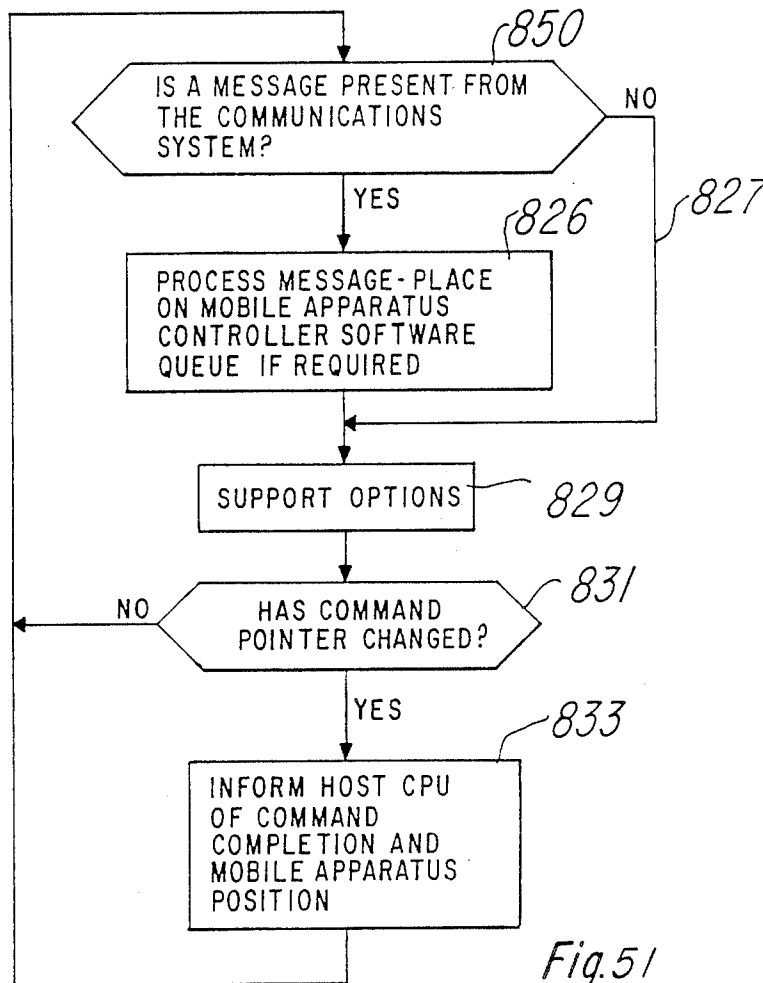 850
IS A MESSAGE PRESENT FROM
THE COMMUNICATIONS
SYSTEM?
NO
YES
827
826
PROCESS MESSAGE-PLACE
ON MOBILE APPARATUS
CONTROLLER SOFTWARE
QUEUE IF REQUIRED
SUPPORT OPTIONS
829
831
NO
HAS COMMAND
POINTER CHANGED?
YES
833
INFORM HOST CPU
OF COMMAND
COMPLETION AND
MOBILE APPARATUS
POSITION
Fig.51